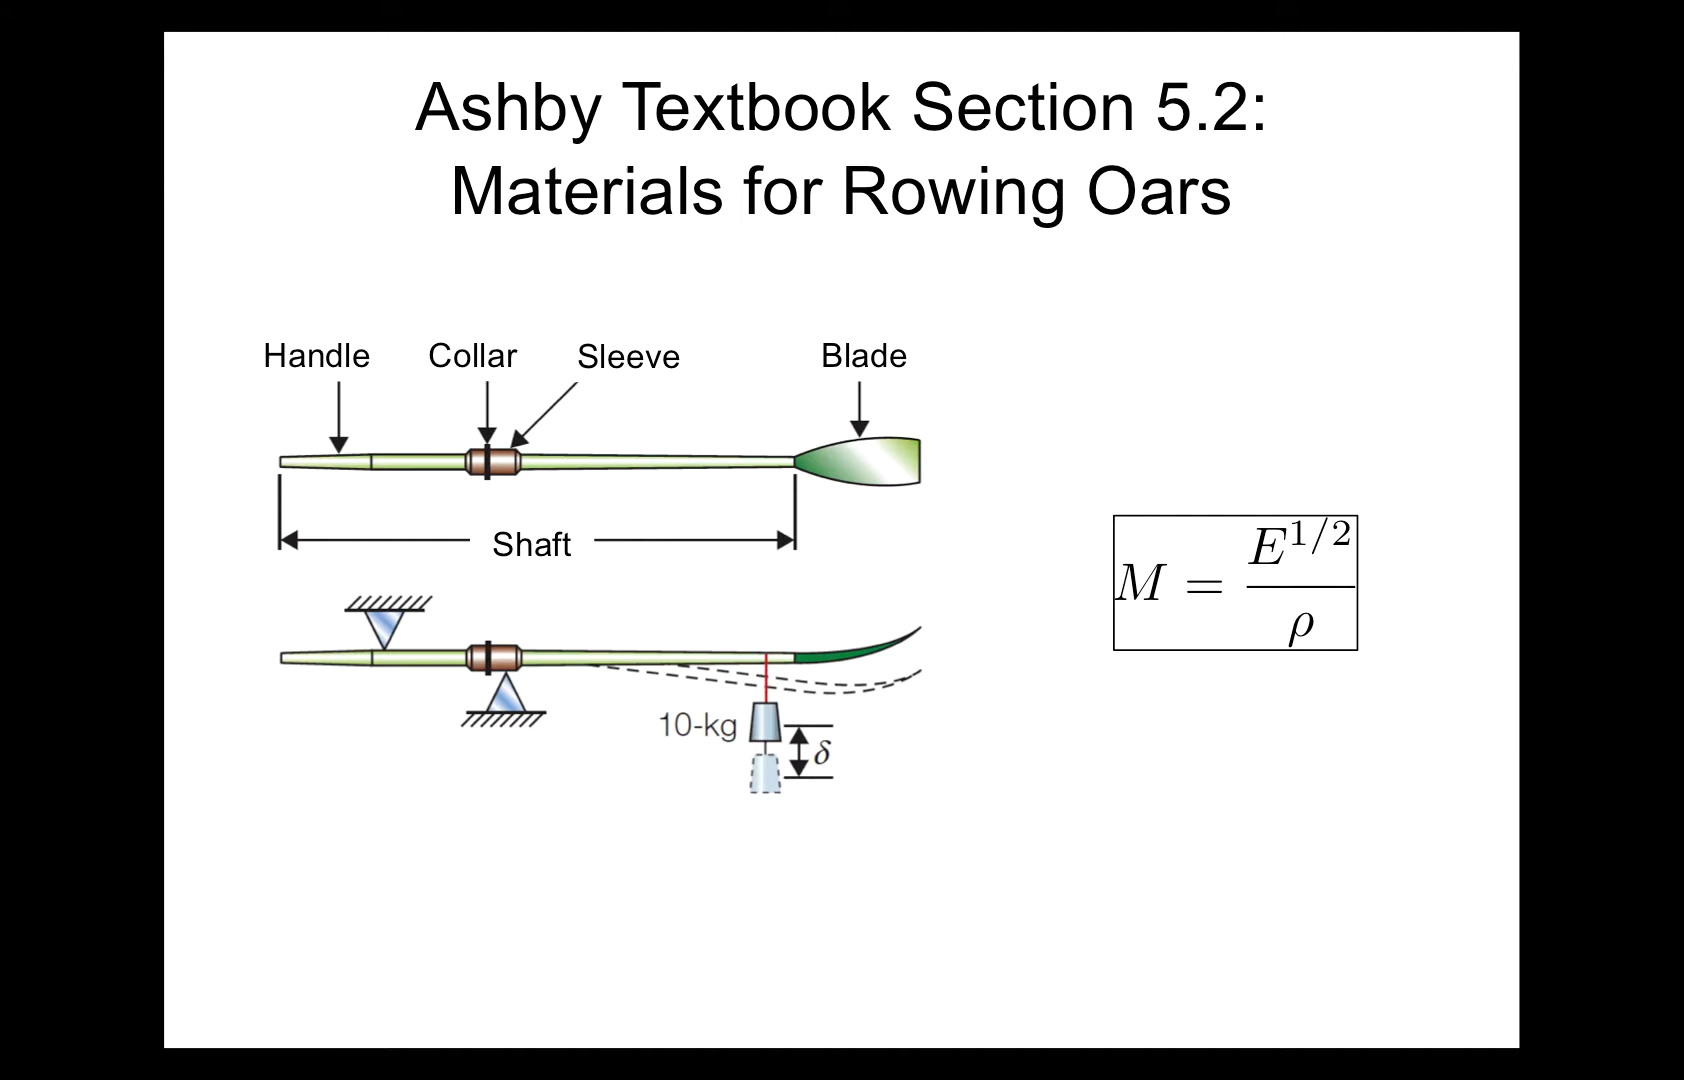 Ashby Textbook Section 5.2:
Materials for Rowing Oars
Handle
Collar
Sleeve
Blade
Shaft
10-kg
δ
M = E^{1/2} / ρ